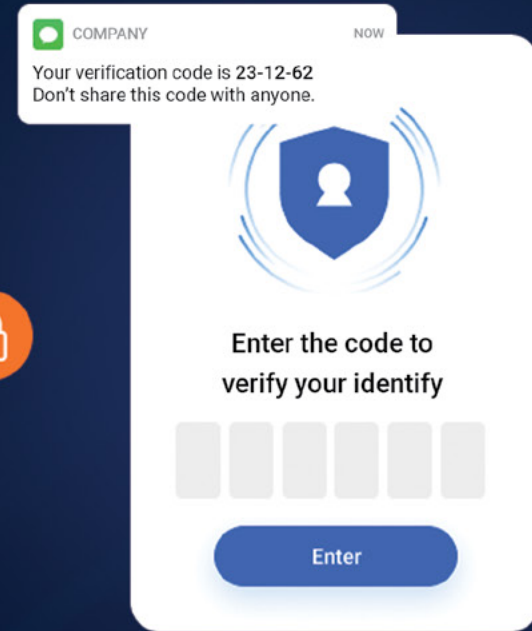 COMPANY NOW
Your verification code is 23-12-62
Don't share this code with anyone.
Enter the code to
verify your identify
Enter